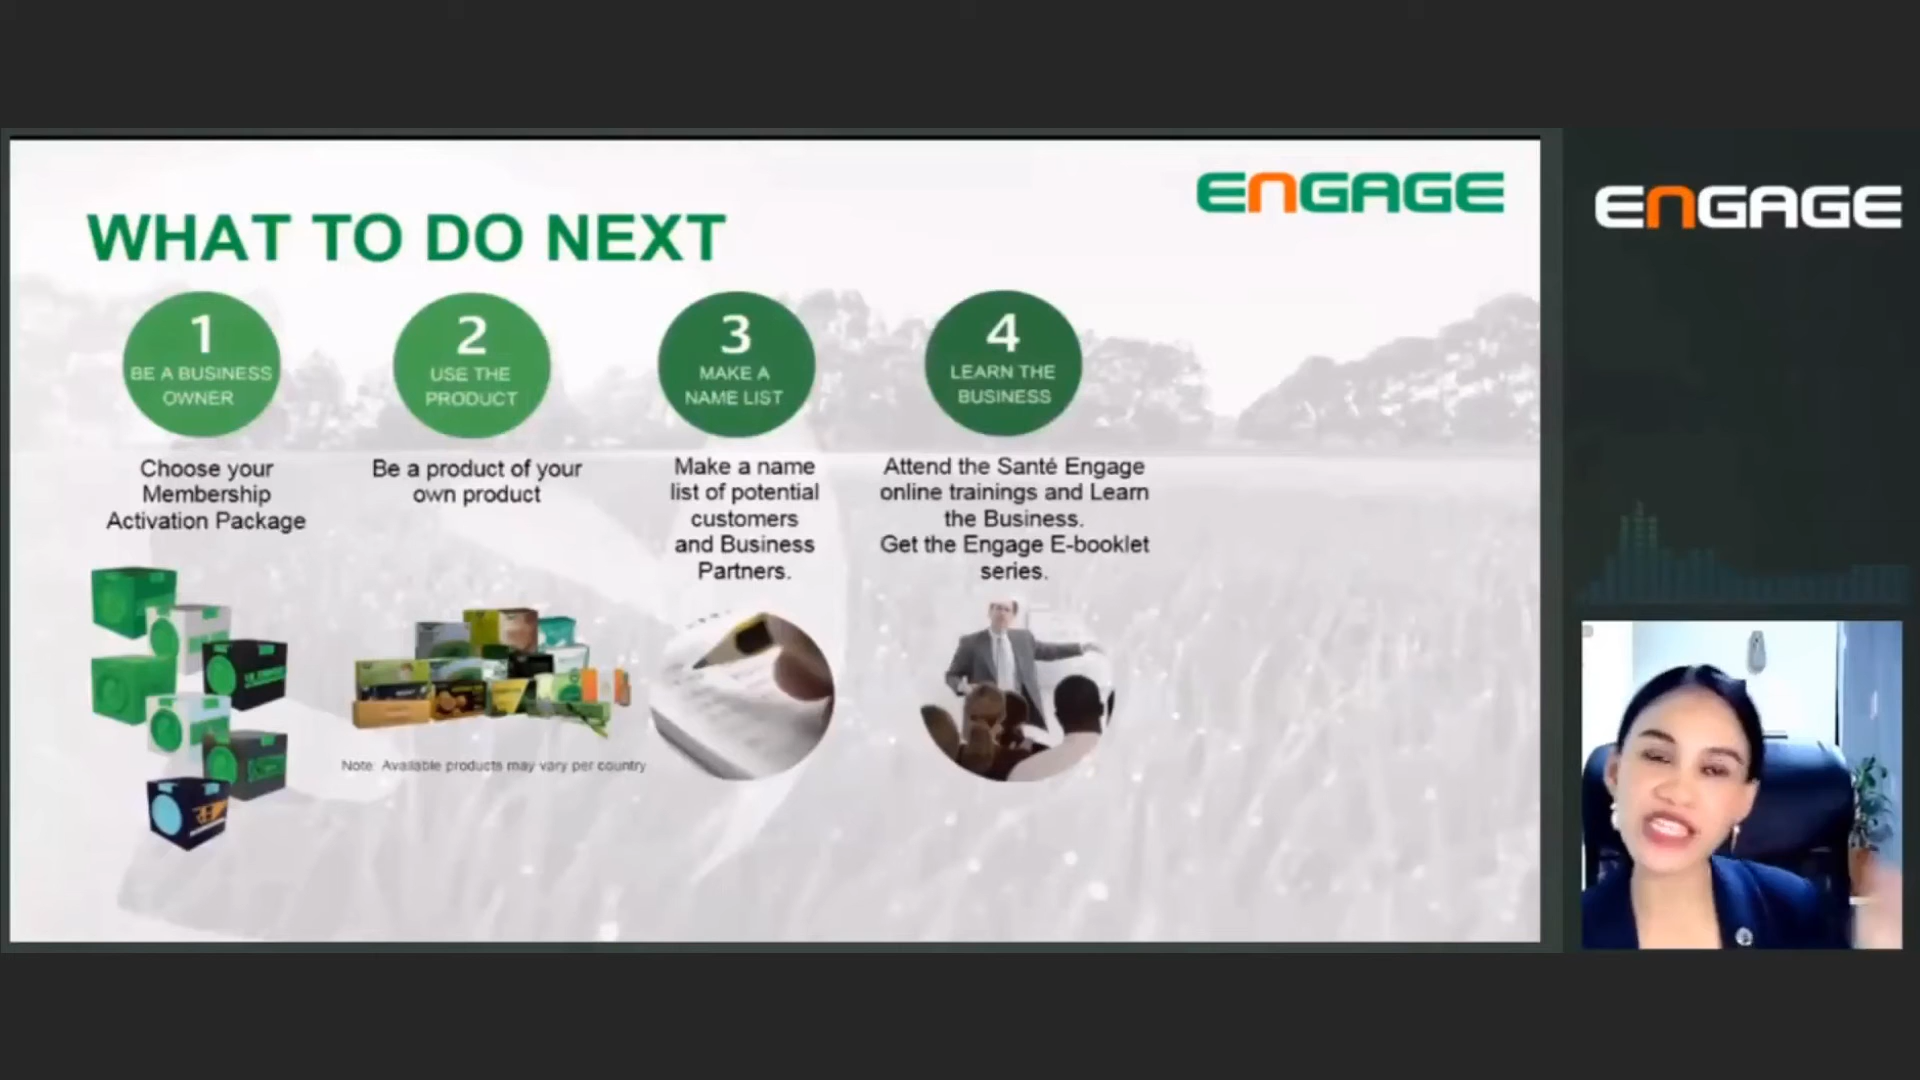 WHAT TO DO NEXT
ENGAGE
ENGAGE
1
BE A BUSINESS
OWNER
Choose your
Membership
Activation Package
2
USE THE
PRODUCT
Be a product of your
own product
Note: Available products may vary per country
3
MAKE A
NAME LIST
Make a name
list of potential
customers
and Business
Partners.
4
LEARN THE
BUSINESS
Attend the Santé Engage
online trainings and Learn
the Business.
Get the Engage E-booklet
series.